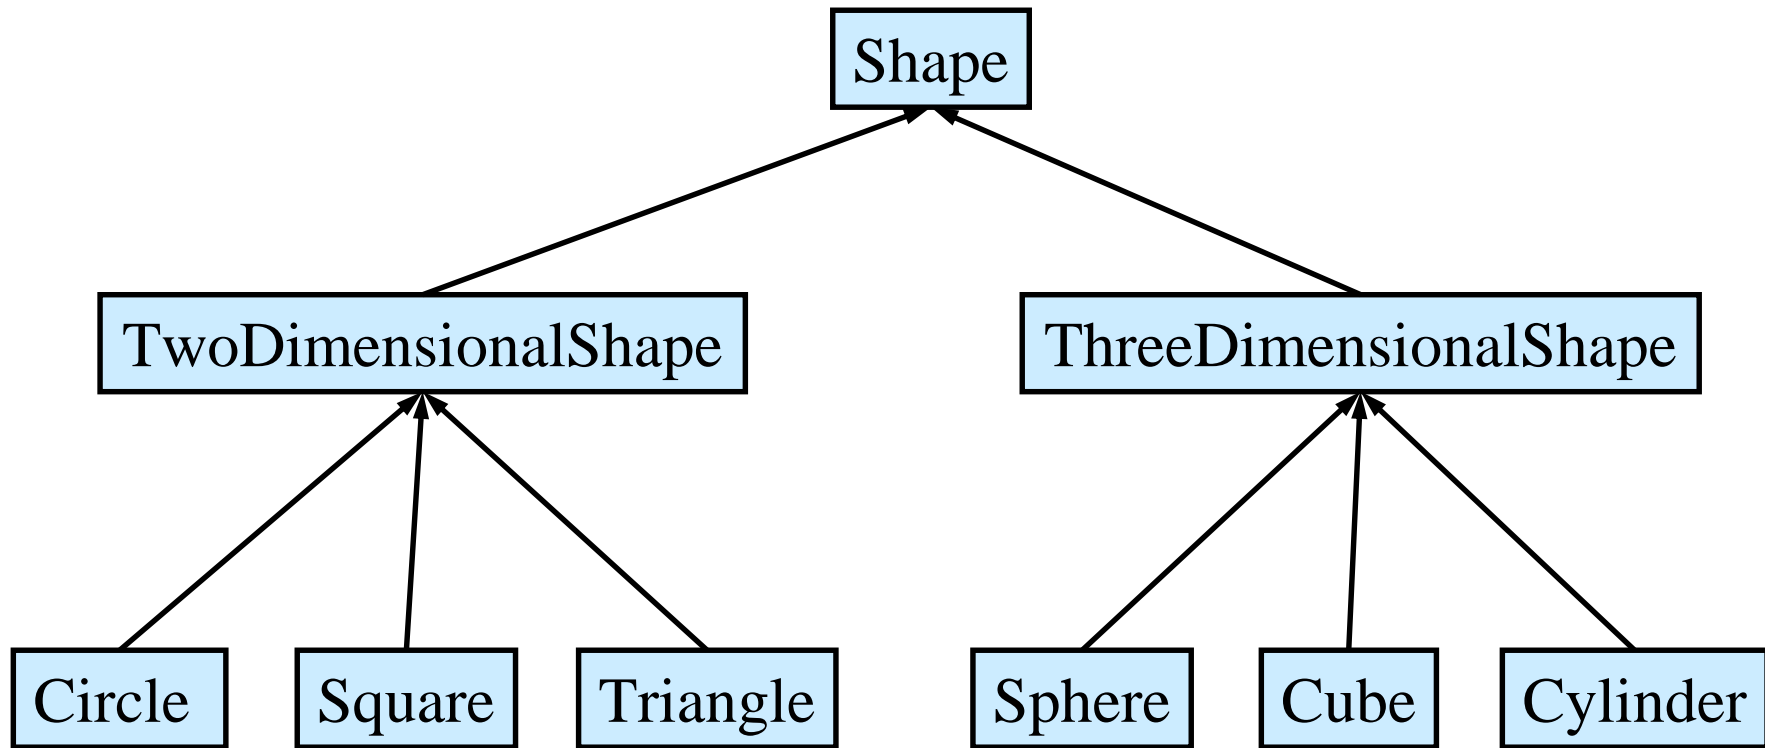 Shape
TwoDimensionalShape
ThreeDimensionalShape
Circle
Square
Triangle
Sphere
Cube
Cylinder